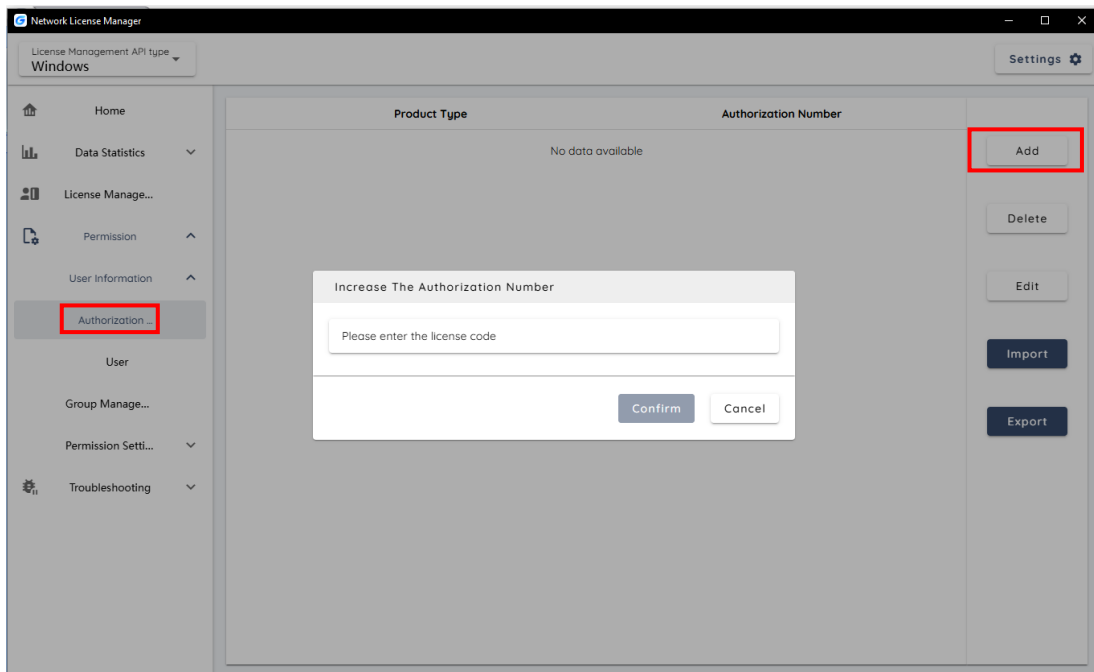 Network License Manager
License Management API type
Windows
Settings
Home
Data Statistics
License Manage...
Permission
User Information
Authorization ...
User
Group Manage...
Permission Setti...
Troubleshooting
Product Type Authorization Number
No data available
Add
Delete
Edit
Import
Export
Increase The Authorization Number
Please enter the license code
Confirm Cancel